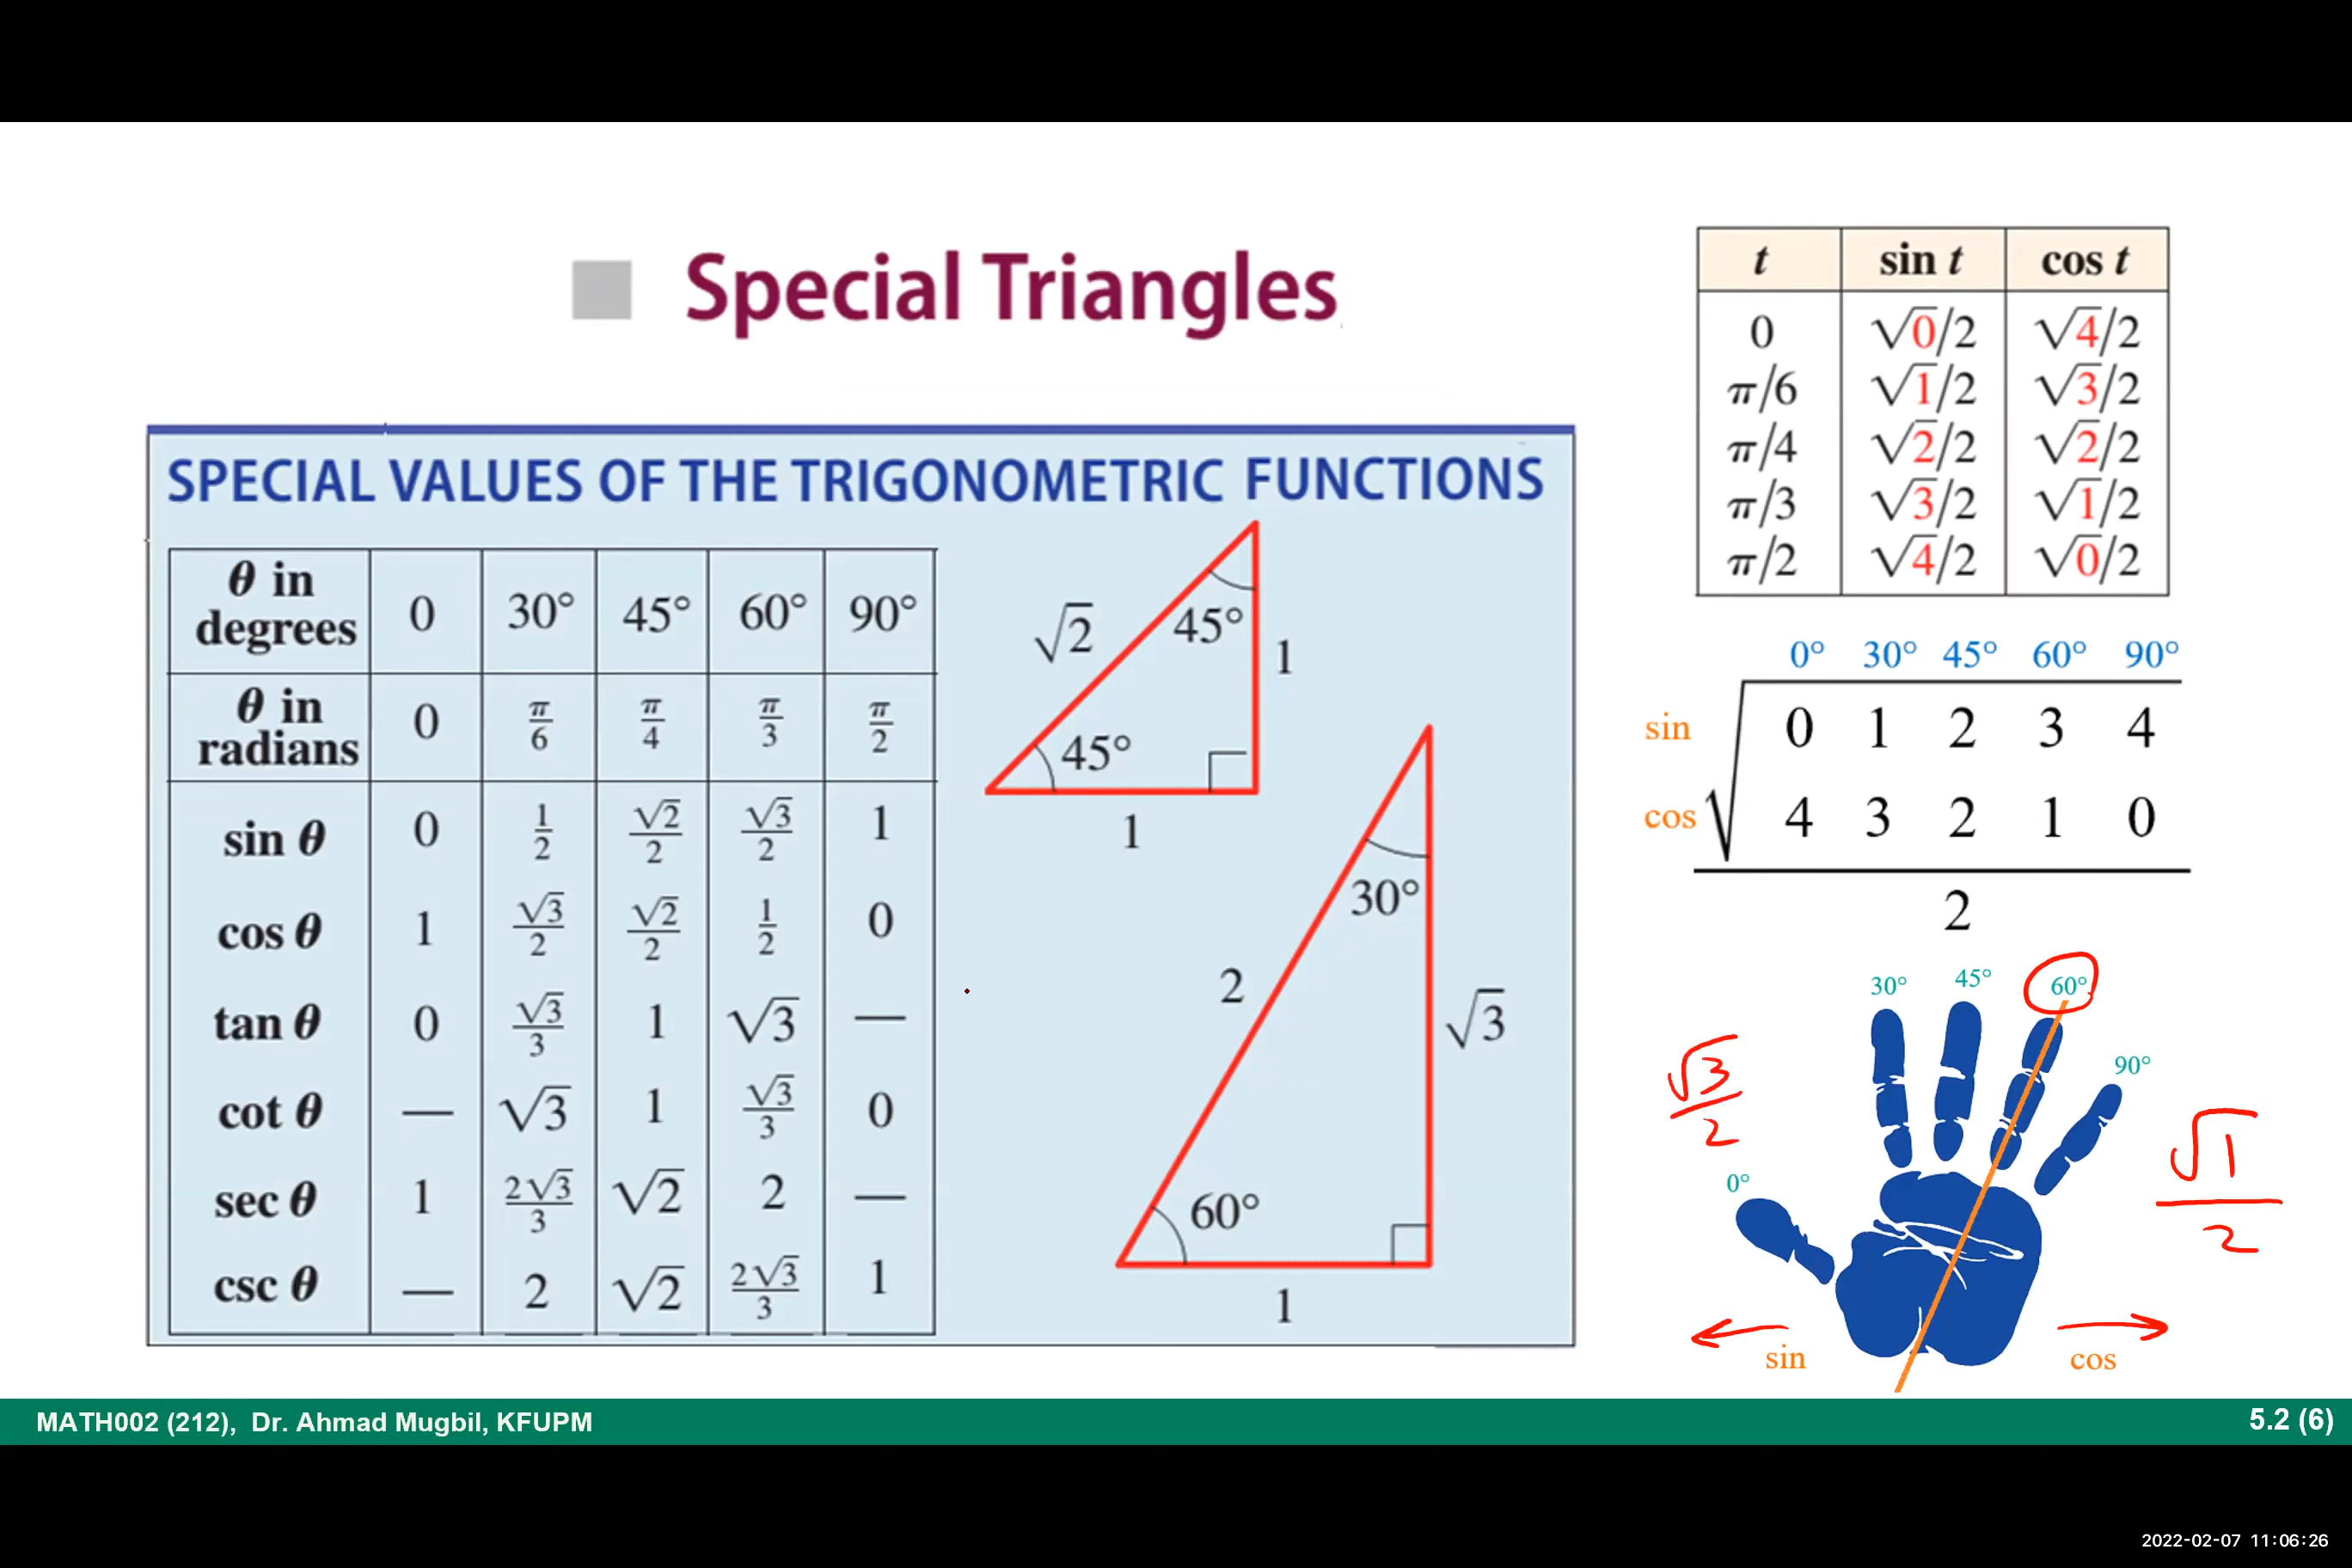 Special Triangles
SPECIAL VALUES OF THE TRIGONOMETRIC FUNCTIONS
θ in degrees 0 30° 45° 60° 90°
θ in radians 0 π/6 π/4 π/3 π/2
sin θ 0 1/2 √2/2 √3/2 1
cos θ 1 √3/2 √2/2 1/2 0
tan θ 0 √3/3 1 √3 —
cot θ — √3 1 √3/3 0
sec θ 1 2√3/3 √2 2 —
csc θ — 2 √2 2√3/3 1
√2
45°
1
45°
1
30°
2
√3
60°
1
t sin t cos t
0 √0/2 √4/2
π/6 √1/2 √3/2
π/4 √2/2 √2/2
π/3 √3/2 √1/2
π/2 √4/2 √0/2
0° 30° 45° 60° 90°
sin 0 1 2 3 4
cos √ 4 3 2 1 0
2
30° 45° 60°
90°
√3/2
√1/2
0°
sin cos
MATH002 (212), Dr. Ahmad Mugbil, KFUPM
5.2 (6)
2022-02-07 11:06:26